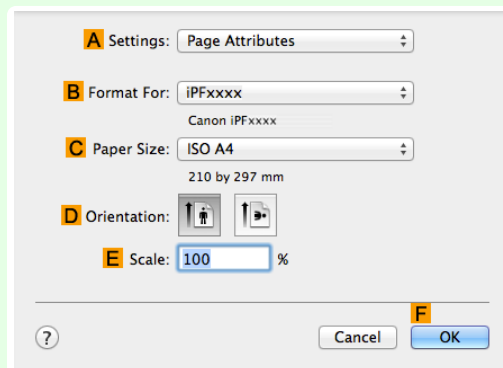 A Settings: Page Attributes
B Format For: iPFxxxx
Canon iPFxxxx
C Paper Size: ISO A4
210 by 297 mm
D Orientation:
E Scale: 100 %
F
? Cancel OK